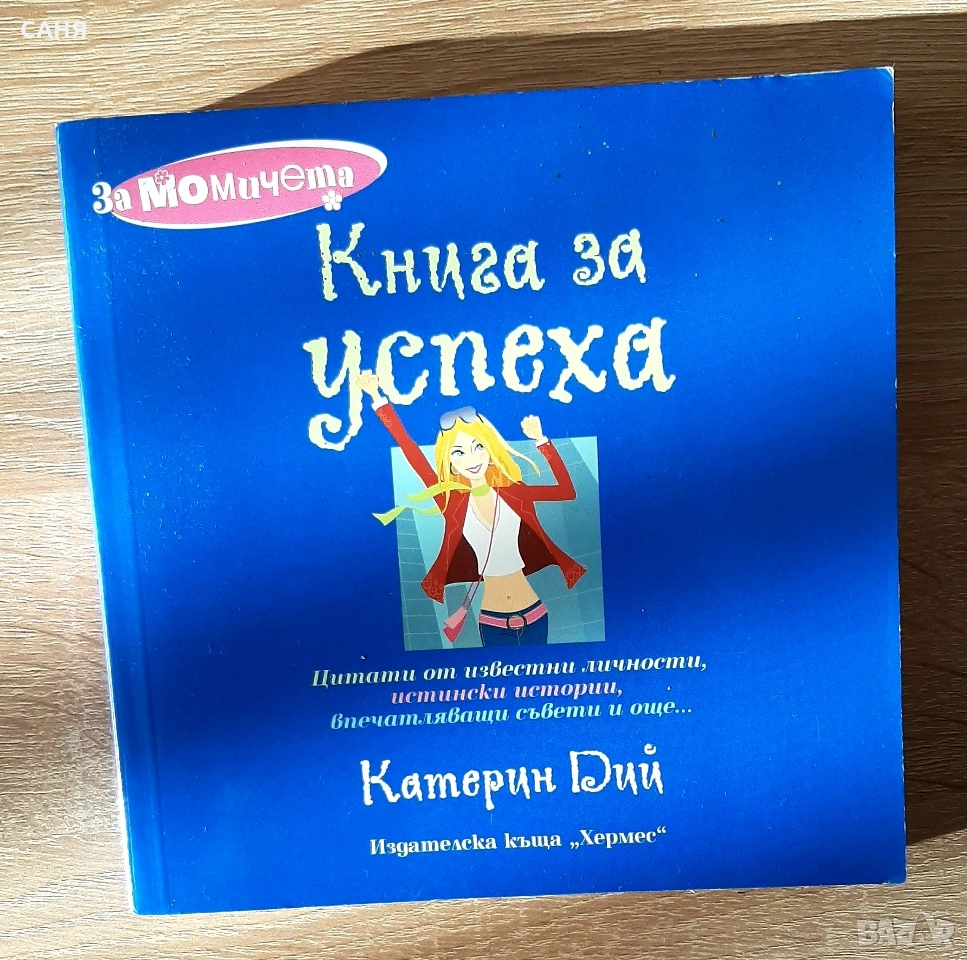 САНЯ
За момичета
Книга за
успеха
Цитати от известни личности,
истински истории,
впечатляващи съвети и още...
Катерин Дий
Издателска къща „Хермес“
BAZAR